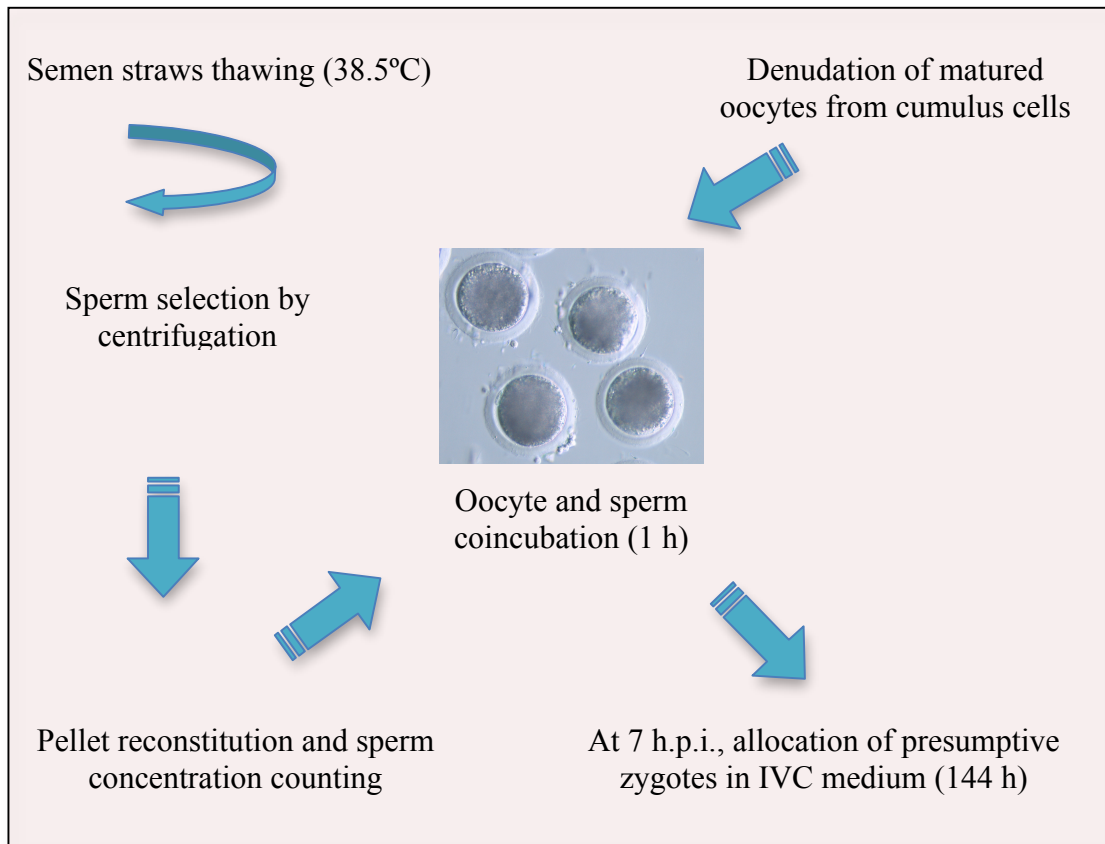 Semen straws thawing (38.5ºC)
Denudation of matured
oocytes from cumulus cells
Sperm selection by
centrifugation
Oocyte and sperm
coincubation (1 h)
Pellet reconstitution and sperm
concentration counting
At 7 h.p.i., allocation of presumptive
zygotes in IVC medium (144 h)